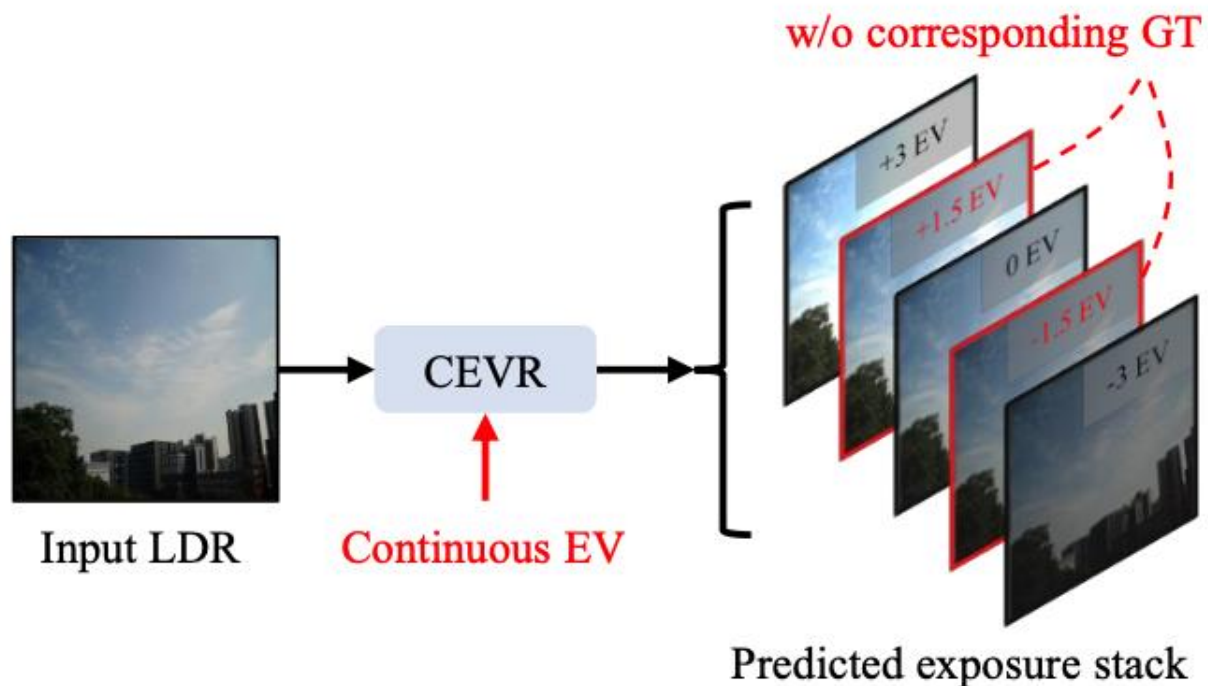 w/o corresponding GT
+3 EV
+1.5 EV
0 EV
-1.5 EV
-3 EV
CEVR
Input LDR
Continuous EV
Predicted exposure stack